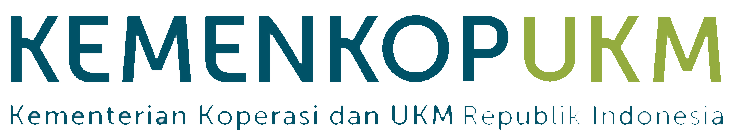 KEMENKOPUKM
Kementerian Koperasi dan UKM Republik Indonesia